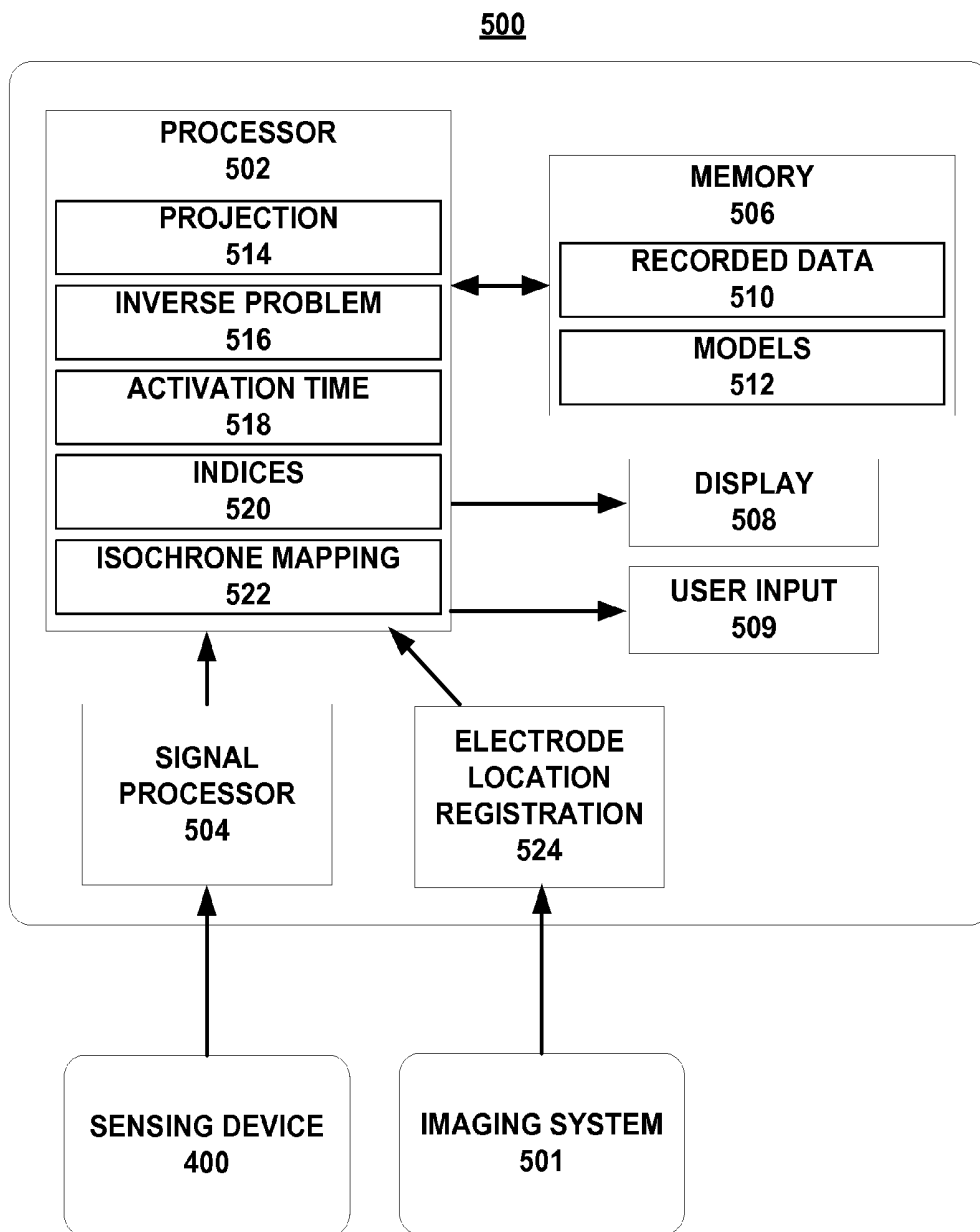 500
PROCESSOR
502
PROJECTION
514
INVERSE PROBLEM
516
ACTIVATION TIME
518
INDICES
520
ISOCHRONE MAPPING
522
MEMORY
506
RECORDED DATA
510
MODELS
512
DISPLAY
508
USER INPUT
509
SIGNAL
PROCESSOR
504
ELECTRODE
LOCATION
REGISTRATION
524
SENSING DEVICE
400
IMAGING SYSTEM
501